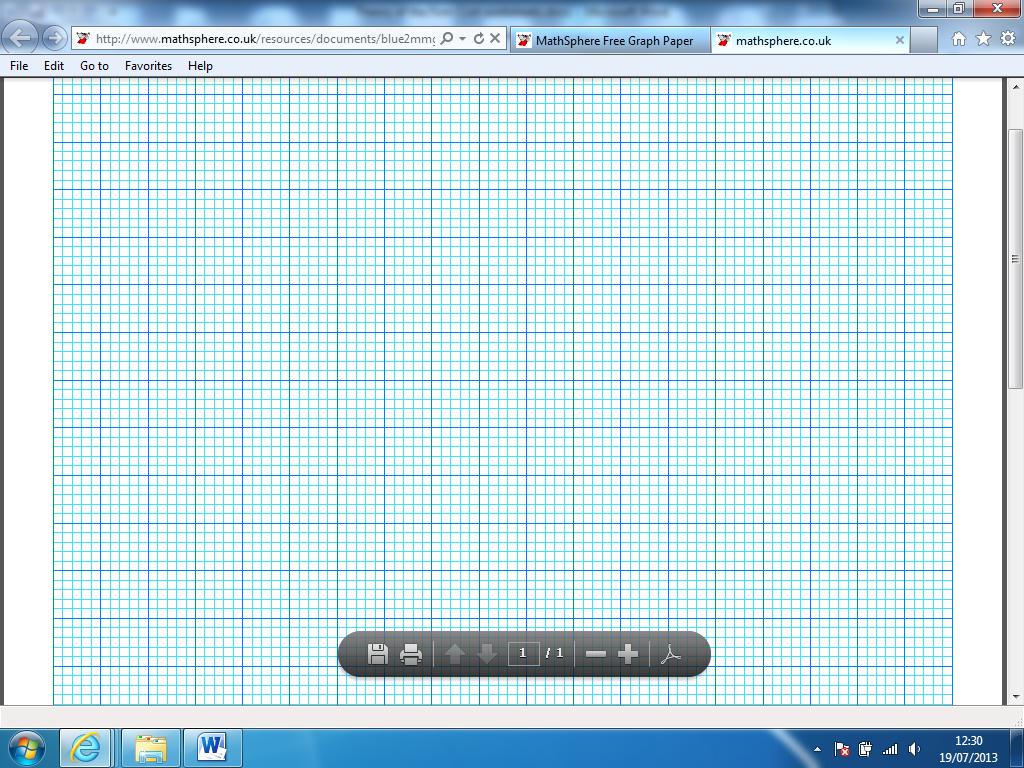 http://www.mathsphere.co.uk/resources/documents/blue2mmg
MathSphere Free Graph Paper
mathsphere.co.uk
File Edit Go to Favorites Help
1 / 1
12:30
19/07/2013